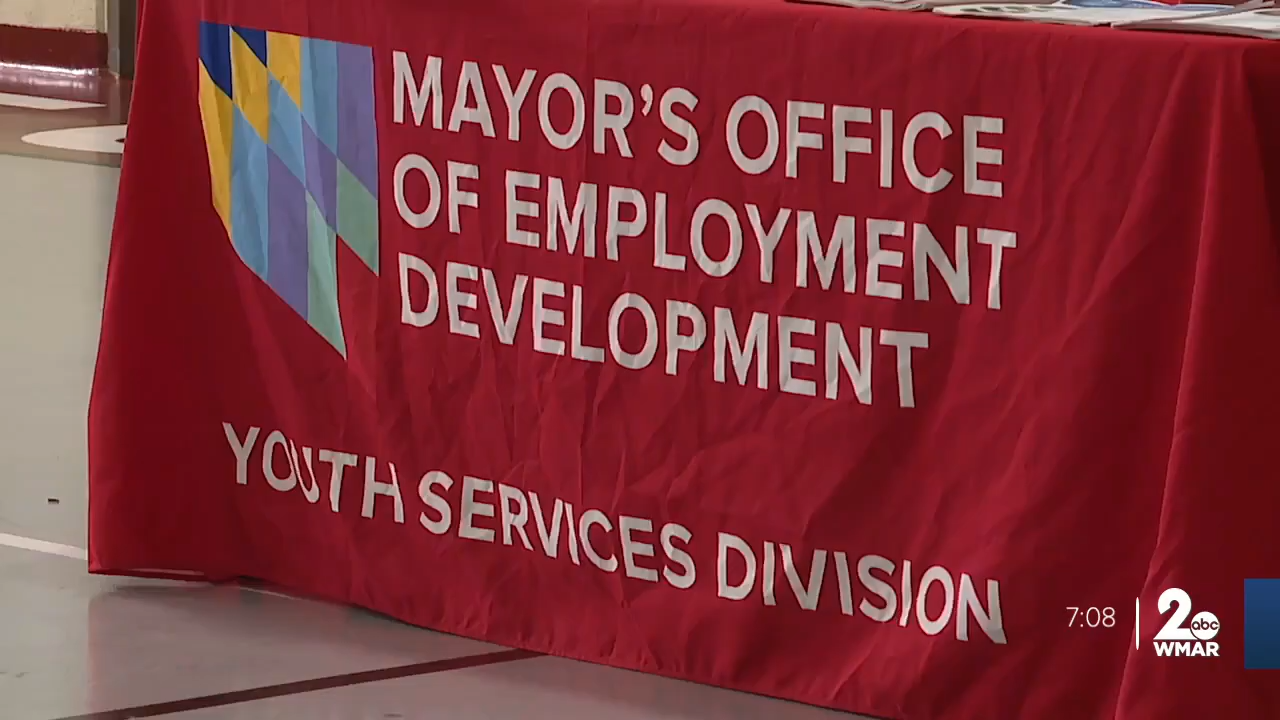 MAYOR'S OFFICE
OF EMPLOYMENT
DEVELOPMENT
YOUTH SERVICES DIVISION
7:08
2
abc
WMAR